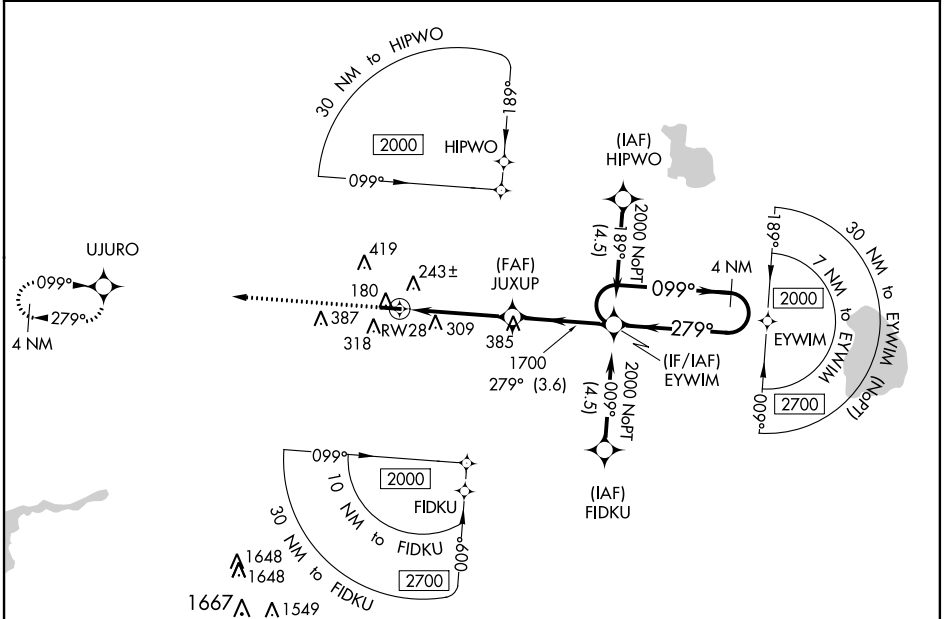 30 NM to HIPWO
2000
HIPWO
189°
099°
(IAF)
HIPWO
2000 NoPT
189°
(4.5)
UJURO
099°
279°
4 NM
419
243±
180
387
318
RW28
309
(FAF)
JUXUP
385
1700
279° (3.6)
4 NM
099°
279°
(IF/IAF)
EYWIM
2000 NoPT
009°
(4.5)
(IAF)
FIDKU
189°
30 NM to EYWIM (NoPT)
7 NM to EYWIM
2000
EYWIM
2700
009°
099°
2000
FIDKU
10 NM to FIDKU
30 NM to FIDKU
2700
009°
1648
1648
1667
1549